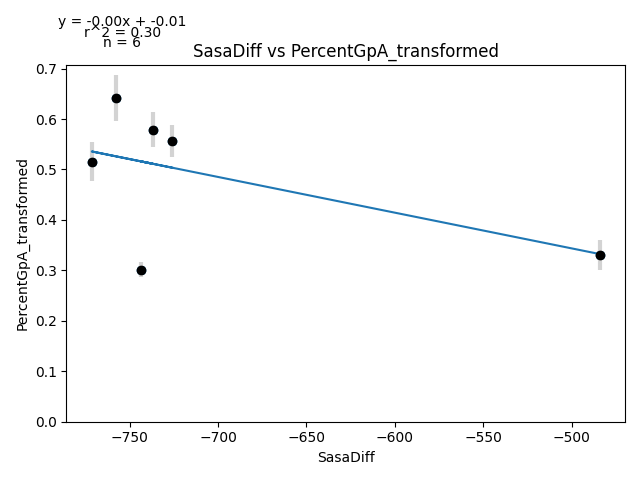 y = -0.00x + -0.01
r^2 = 0.30
n = 6
SasaDiff vs PercentGpA_transformed
0.7
0.6
0.5
0.4
0.3
0.2
0.1
0.0
PercentGpA_transformed
−750
−700
−650
−600
−550
−500
SasaDiff